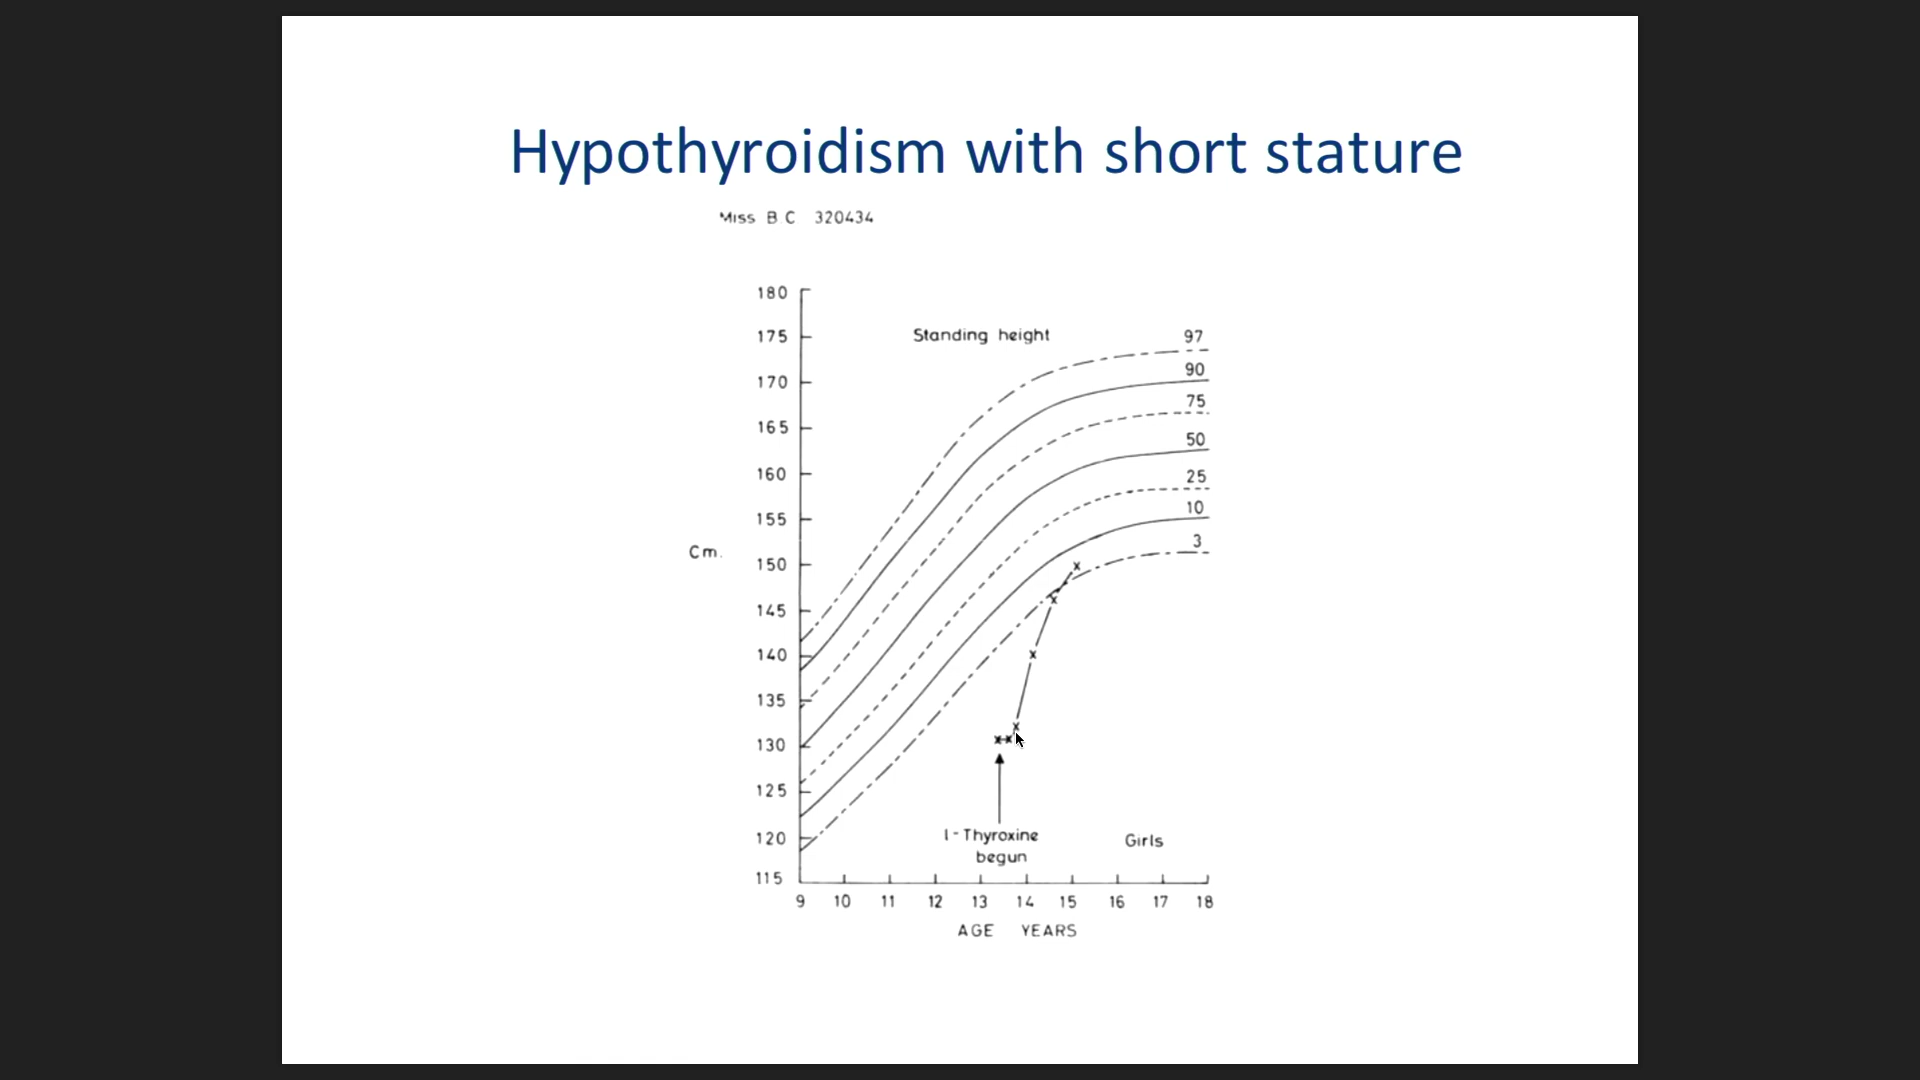 Hypothyroidism with short stature
Miss B C 320434
180
Standing height
175
97
170
90
75
165
50
160
25
155
10
Cm.
3
150
145
140
135
130
125
120
l-Thyroxine
begun
Girls
115
9 10 11 12 13 14 15 16 17 18
AGE YEARS